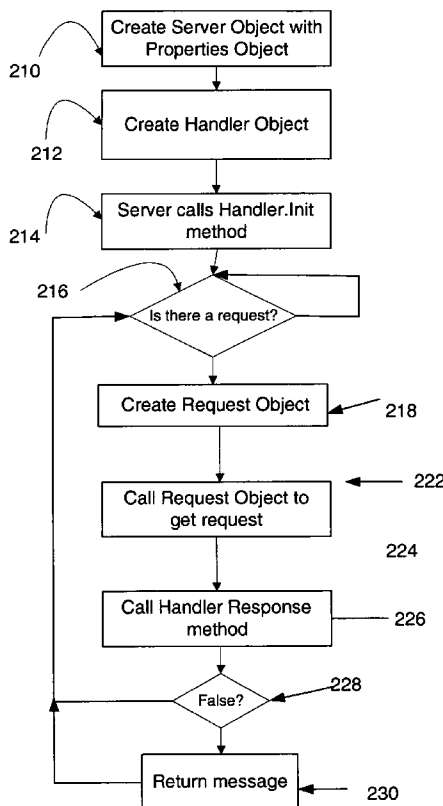 Create Server Object with
Properties Object
210
Create Handler Object
212
Server calls Handler.Init
method
214
216
Is there a request?
Create Request Object
218
222
Call Request Object to
get request
224
Call Handler Response
method
226
228
False?
Return message
230